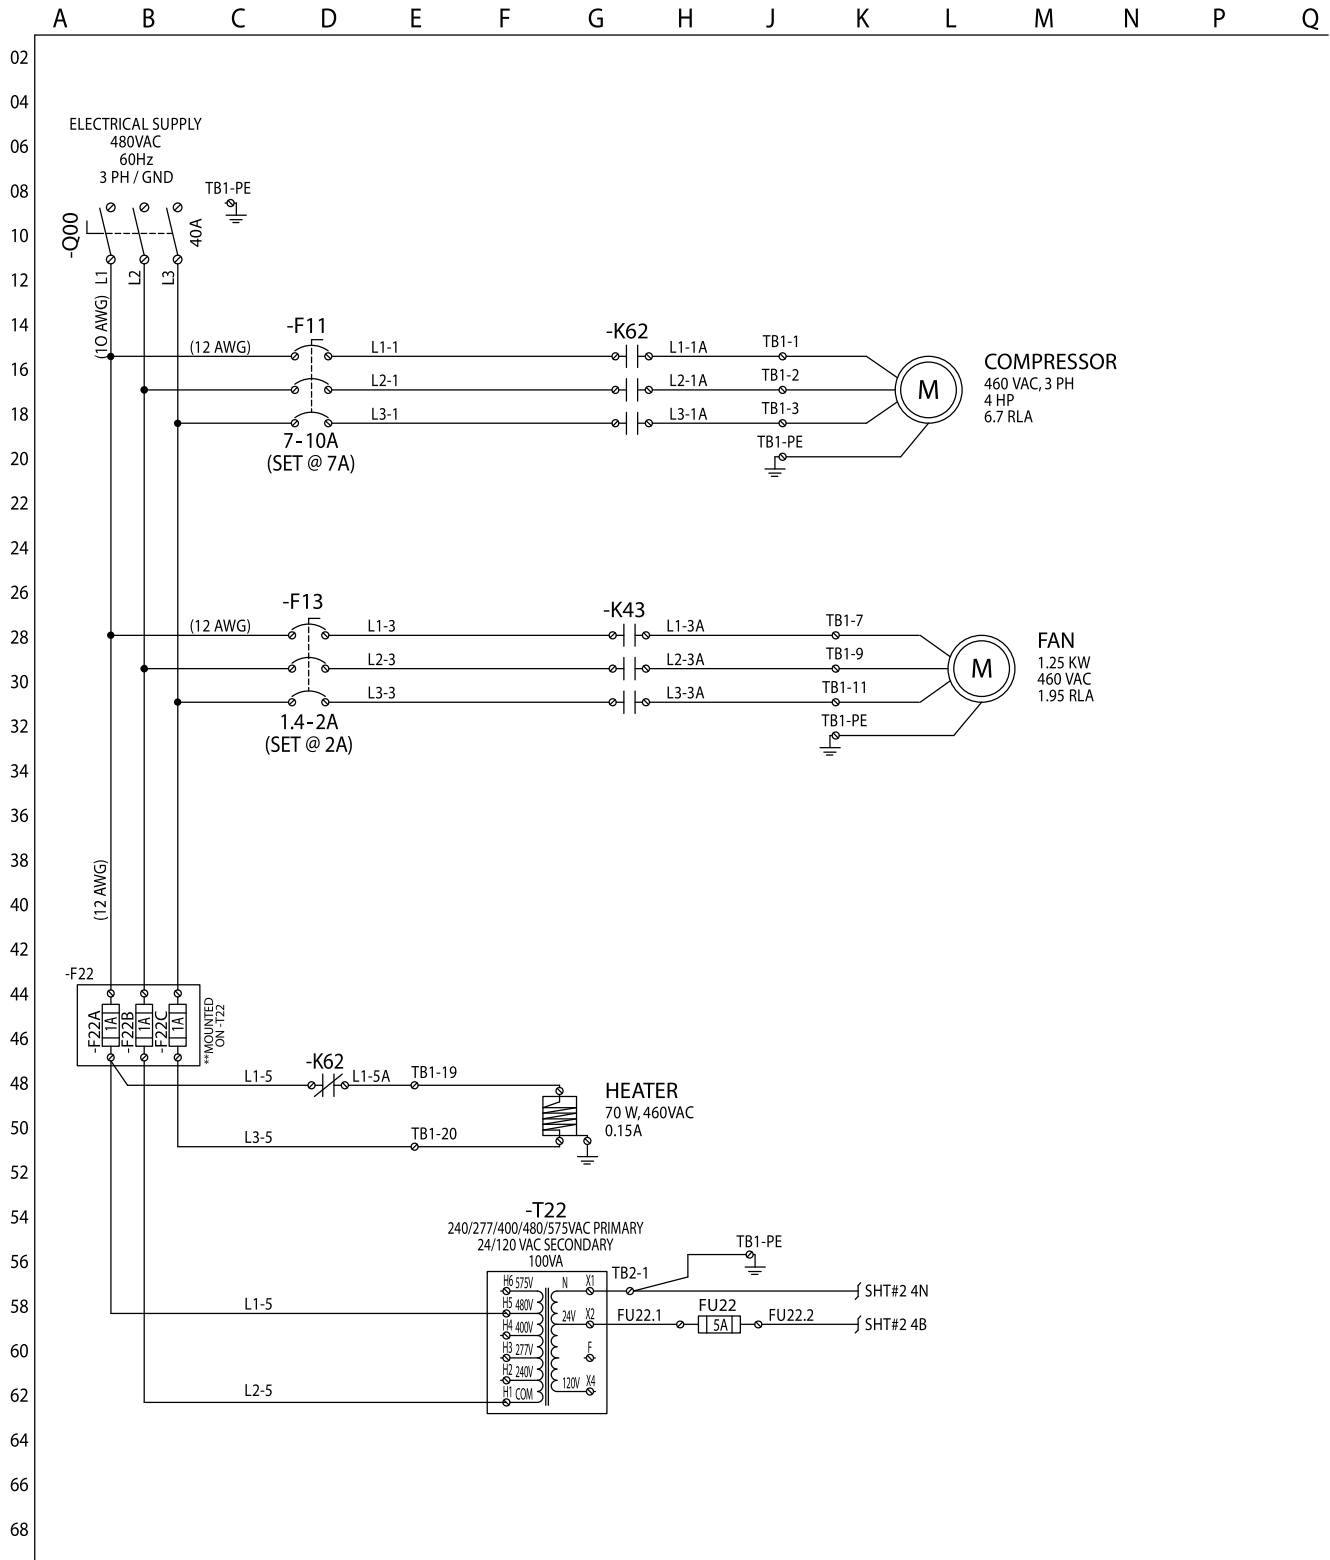 A B C D E F G H J K L M N P Q
02
04
ELECTRICAL SUPPLY
06
480VAC
60Hz
3 PH / GND
08
TB1-PE
-Q00
40A
10
L1
L2
L3
12
(10 AWG)
14
-F11
-K62
(12 AWG)
L1-1
L1-1A
TB1-1
16
COMPRESSOR
L2-1
L2-1A
TB1-2
M
460 VAC, 3 PH
4 HP
18
L3-1
L3-1A
TB1-3
6.7 RLA
7-10A
TB1-PE
(SET @ 7A)
20
22
24
26
-F13
-K43
(12 AWG)
L1-3
L1-3A
TB1-7
28
FAN
L2-3
L2-3A
TB1-9
M
1.25 KW
30
460 VAC
L3-3
L3-3A
TB1-11
1.95 RLA
1.4-2A
TB1-PE
32
(SET @ 2A)
34
36
38
(12 AWG)
40
42
-F22
44
-F22A
1A
-F22B
1A
-F22C
1A
**MOUNTED
ON -T22
46
-K62
48
L1-5
L1-5A
TB1-19
HEATER
70 W, 460VAC
50
0.15A
L3-5
TB1-20
52
54
-T22
240/277/400/480/575VAC PRIMARY
24/120 VAC SECONDARY
100VA
TB1-PE
56
H6 575V
N X1
TB2-1
SHT#2 4N
58
L1-5
H5 480V
24V X2
FU22.1
FU22
5A
FU22.2
SHT#2 4B
H4 400V
60
H3 277V
F
H2 240V
120V X4
62
L2-5
H1 COM
64
66
68